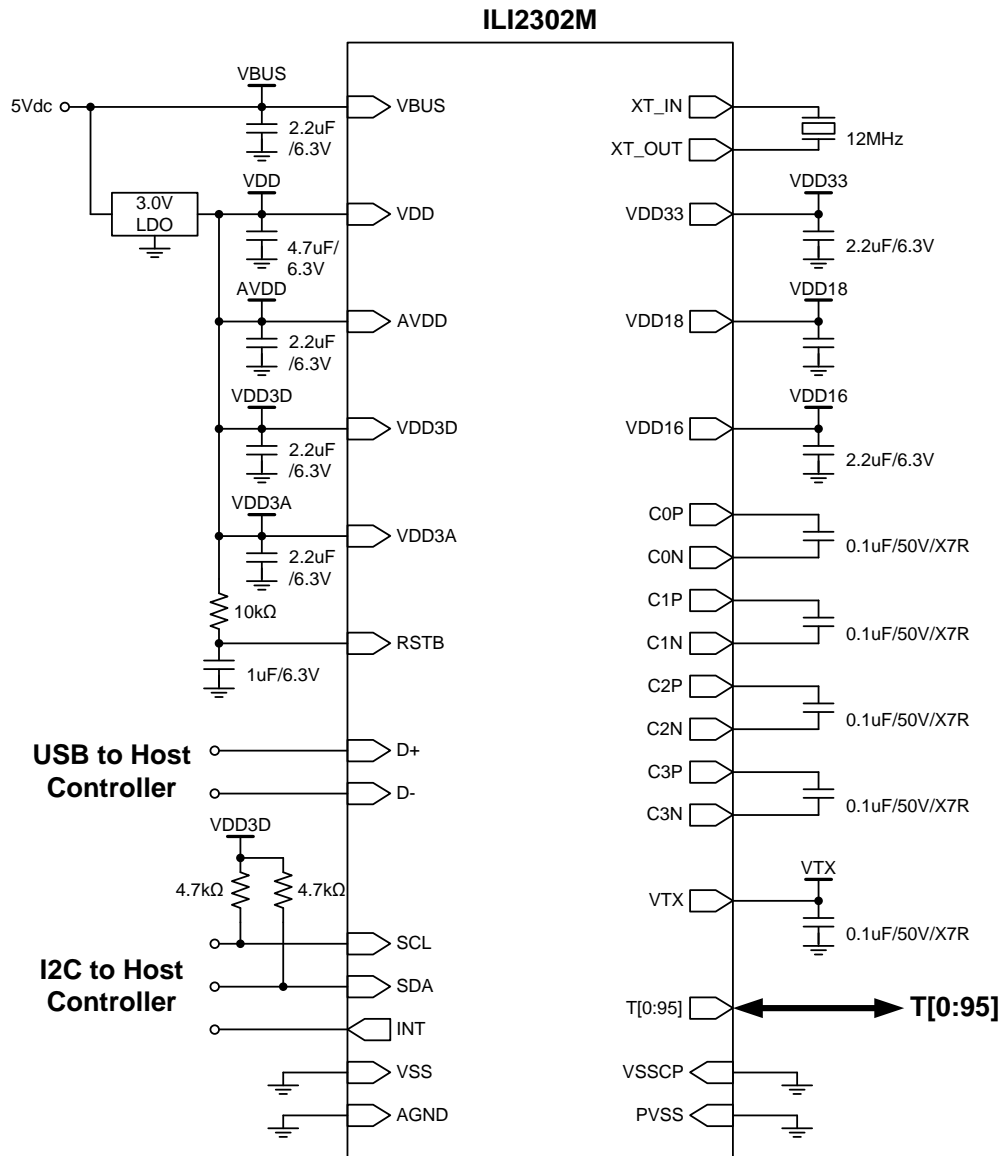 ILI2302M
VBUS
5Vdc
VBUS
2.2uF
/6.3V
VDD
3.0V
LDO
VDD
4.7uF/
6.3V
AVDD
AVDD
2.2uF
/6.3V
VDD3D
VDD3D
2.2uF
/6.3V
VDD3A
VDD3A
2.2uF
/6.3V
10kΩ
RSTB
1uF/6.3V
USB to Host
Controller
D+
D-
VDD3D
4.7kΩ
4.7kΩ
SCL
I2C to Host
Controller
SDA
INT
VSS
AGND
XT_IN
XT_OUT
12MHz
VDD33
VDD33
2.2uF/6.3V
VDD18
VDD18
VDD16
VDD16
2.2uF/6.3V
C0P
C0N
0.1uF/50V/X7R
C1P
C1N
0.1uF/50V/X7R
C2P
C2N
0.1uF/50V/X7R
C3P
C3N
0.1uF/50V/X7R
VTX
VTX
0.1uF/50V/X7R
T[0:95]
T[0:95]
VSSCP
PVSS